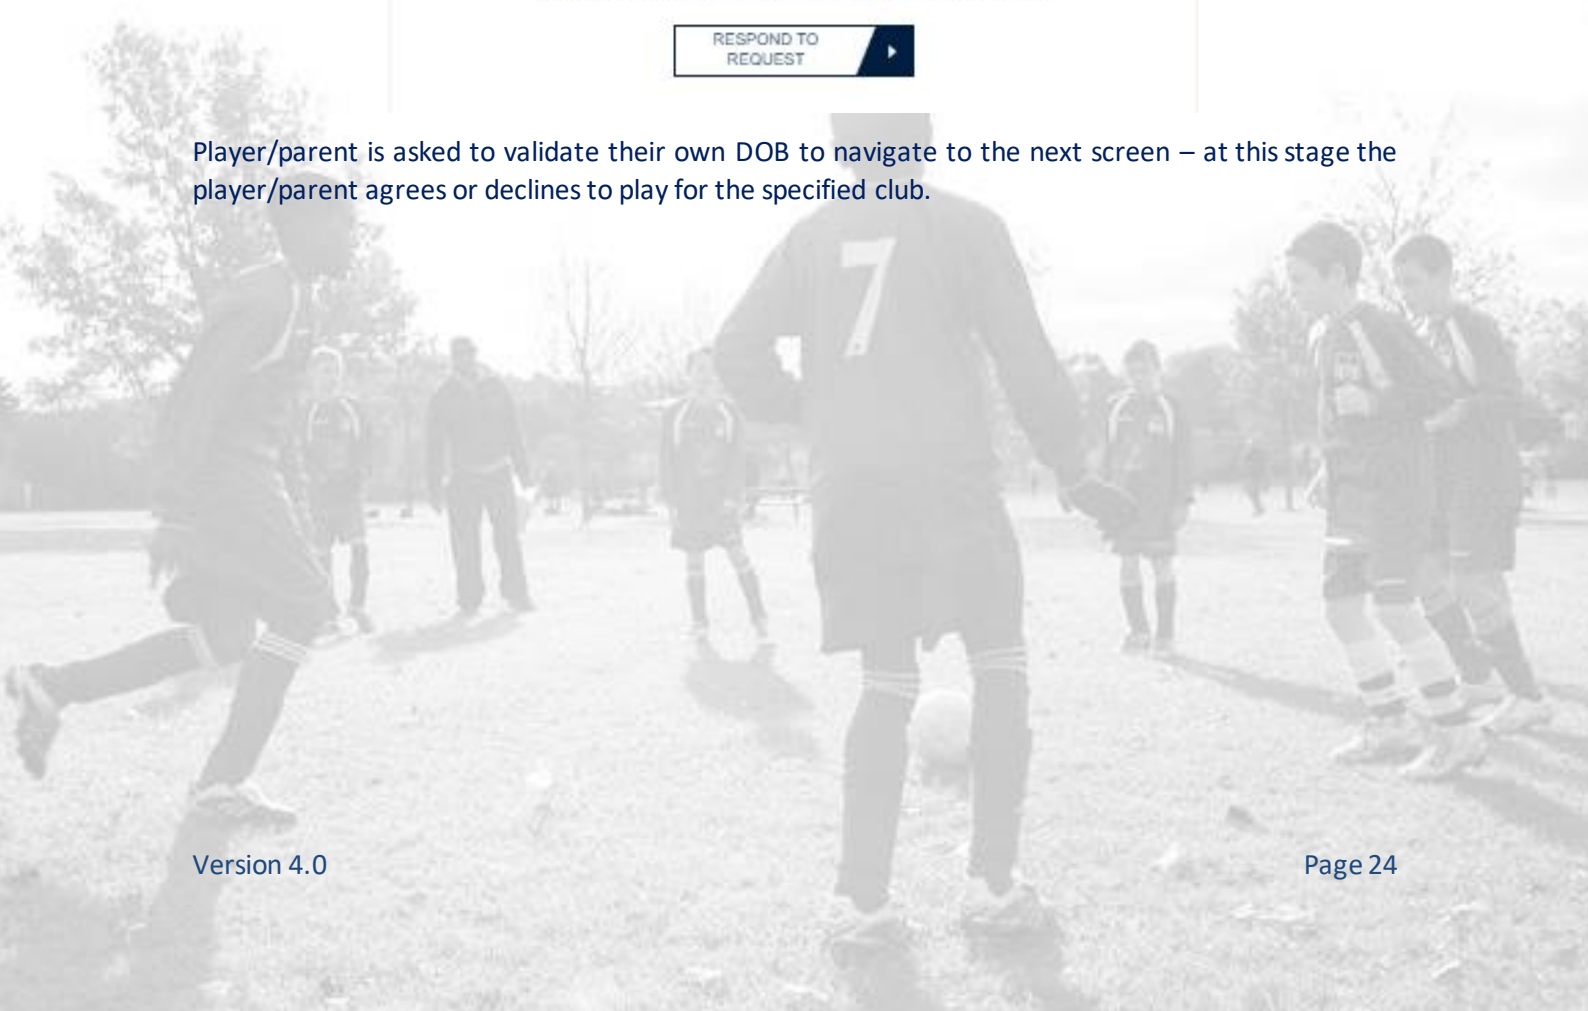 RESPOND TO
REQUEST
Player/parent is asked to validate their own DOB to navigate to the next screen – at this stage the
player/parent agrees or declines to play for the specified club.
7
Version 4.0
Page 24